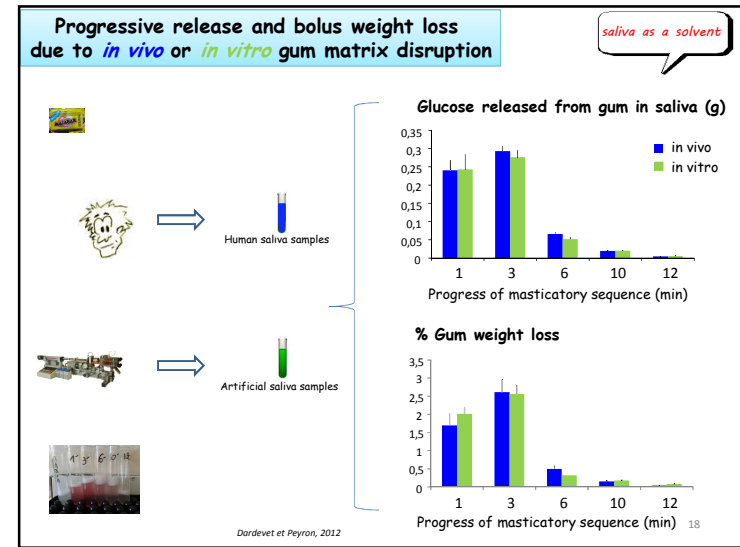 Progressive release and bolus weight loss
due to in vivo or in vitro gum matrix disruption
saliva as a solvent
Human saliva samples
Artificial saliva samples
Glucose released from gum in saliva (g)
0,35
0,3
0,25
0,2
0,15
0,1
0,05
0
in vivo
in vitro
1 3 6 10 12
Progress of masticatory sequence (min)
% Gum weight loss
3,5
3
2,5
2
1,5
1
0,5
0
1 3 6 10 12
Progress of masticatory sequence (min)
Dardevet et Peyron, 2012
18